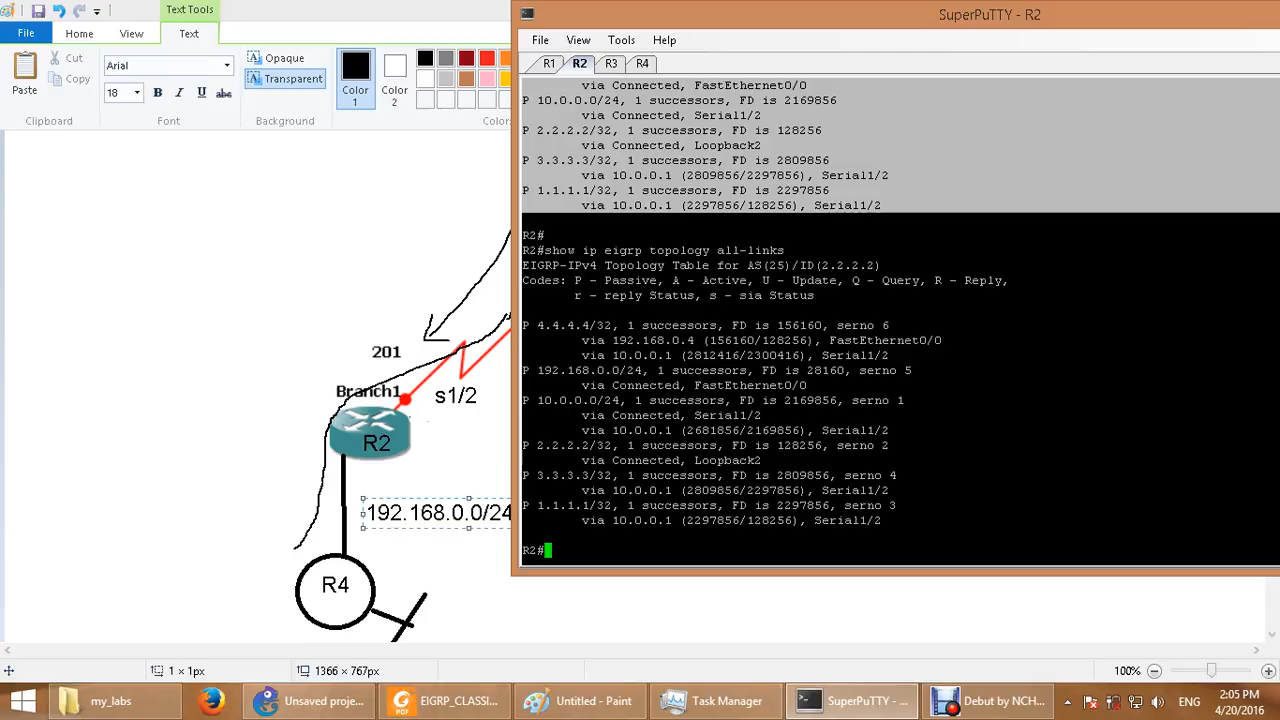 Text Tools
SuperPuTTY - R2
File
Home
View
Text
Cut
Copy
Paste
Clipboard
Arial
18
B
I
U
abc
Font
Opaque
Transparent
Background
Color
1
Color
2
Colors
File
View
Tools
Help
R1
R2
R3
R4
via Connected, FastEthernet0/0
P 10.0.0.0/24, 1 successors, FD is 2169856
via Connected, Serial1/2
P 2.2.2.2/32, 1 successors, FD is 128256
via Connected, Loopback2
P 3.3.3.3/32, 1 successors, FD is 2809856
via 10.0.0.1 (2809856/2297856), Serial1/2
P 1.1.1.1/32, 1 successors, FD is 2297856
via 10.0.0.1 (2297856/128256), Serial1/2
R2#
R2#show ip eigrp topology all-links
EIGRP-IPv4 Topology Table for AS(25)/ID(2.2.2.2)
Codes: P - Passive, A - Active, U - Update, Q - Query, R - Reply,
r - reply Status, s - sia Status
P 4.4.4.4/32, 1 successors, FD is 156160, serno 6
via 192.168.0.4 (156160/128256), FastEthernet0/0
via 10.0.0.1 (2812416/2300416), Serial1/2
P 192.168.0.0/24, 1 successors, FD is 28160, serno 5
via Connected, FastEthernet0/0
P 10.0.0.0/24, 1 successors, FD is 2169856, serno 1
via Connected, Serial1/2
via 10.0.0.1 (2681856/2169856), Serial1/2
P 2.2.2.2/32, 1 successors, FD is 128256, serno 2
via Connected, Loopback2
P 3.3.3.3/32, 1 successors, FD is 2809856, serno 4
via 10.0.0.1 (2809856/2297856), Serial1/2
P 1.1.1.1/32, 1 successors, FD is 2297856, serno 3
via 10.0.0.1 (2297856/128256), Serial1/2
R2#
201
Branch1
s1/2
R2
192.168.0.0/24
R4
1 × 1px
1366 × 767px
100%
my_labs
Unsaved proje...
EIGRP_CLASSI...
PDF
Untitled - Paint
Task Manager
SuperPuTTY - ...
Debut by NCH...
ENG
2:05 PM
4/20/2016